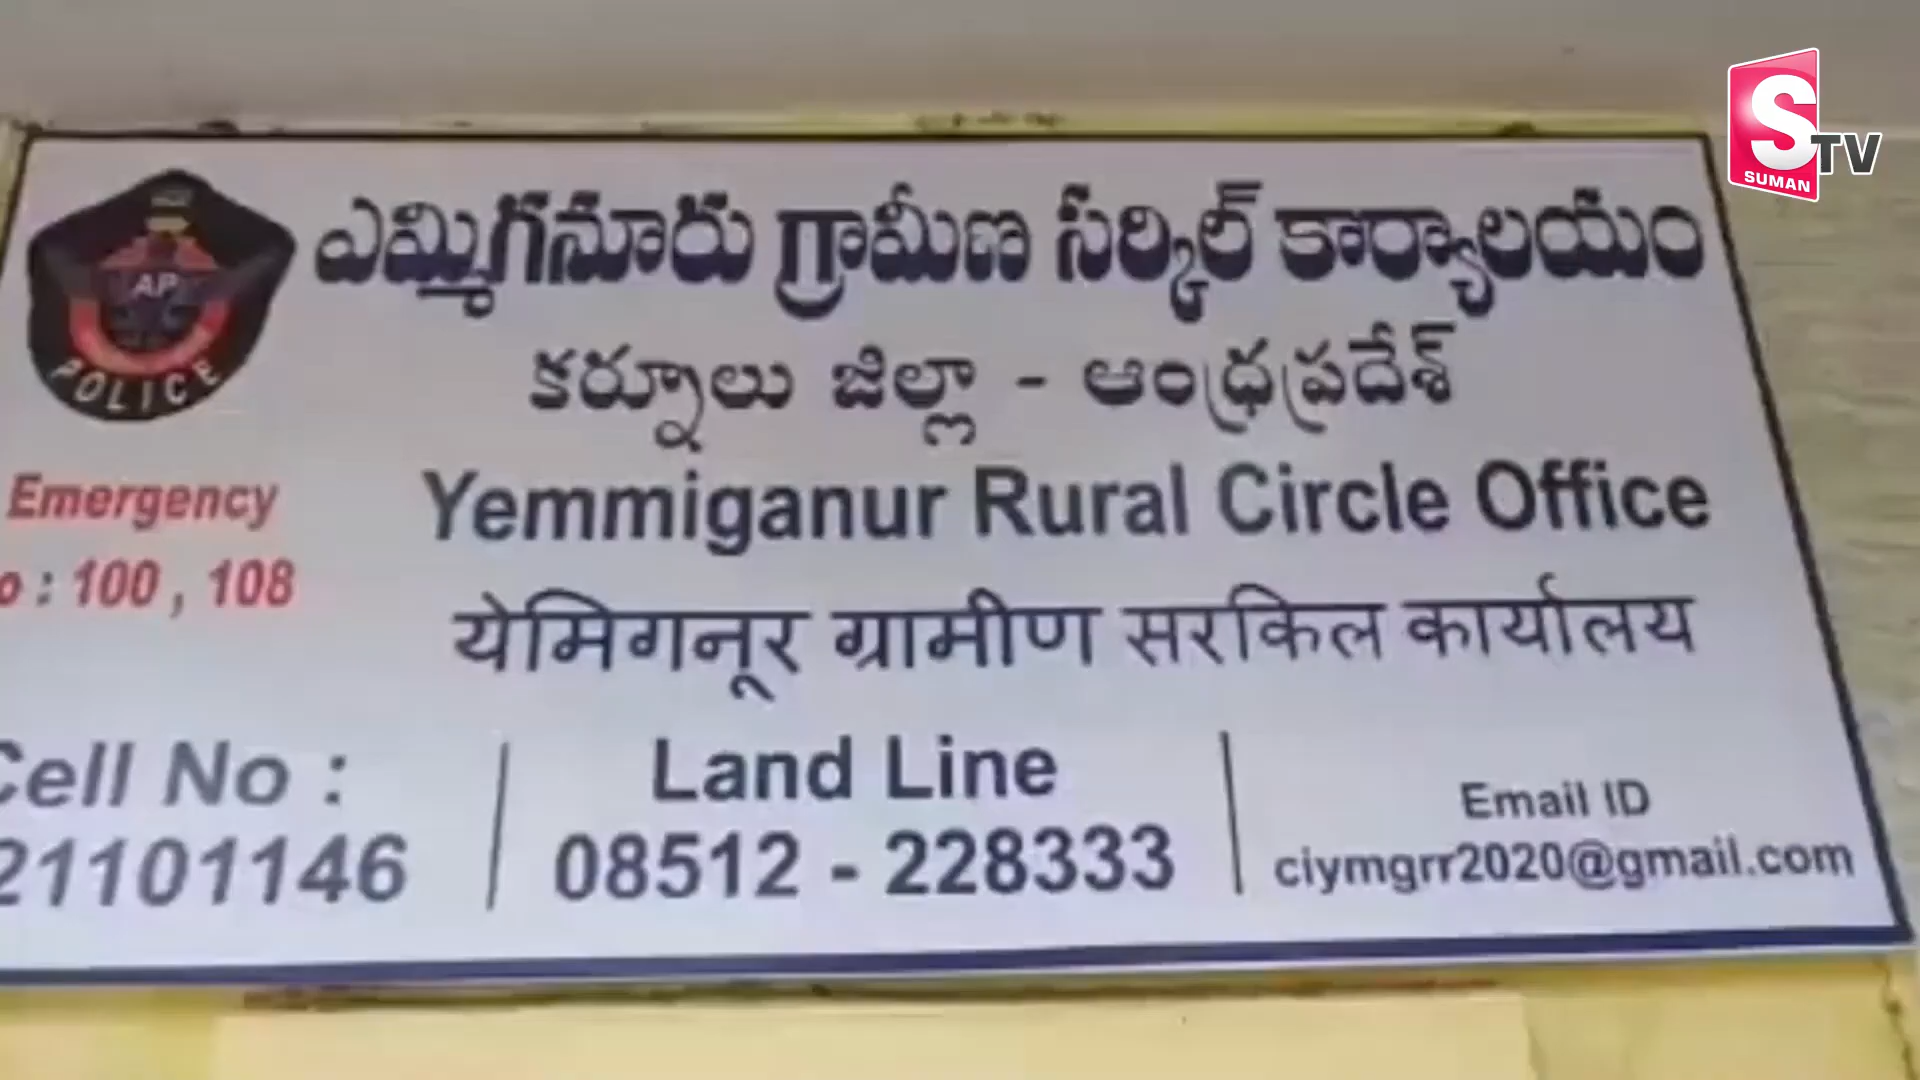 S TV
SUMAN
ఎమ్మిగనూరు గ్రామీణ సర్కిల్ కార్యాలయం
AP
POLICE
కర్నూలు జిల్లా - ఆంధ్రప్రదేశ్
Emergency
: 100 , 108
Yemmiganur Rural Circle Office
येमिगनूर ग्रामीण सरकिल कार्यालय
Cell No :
21101146
Land Line
08512 - 228333
Email ID
ciymgrr2020@gmail.com